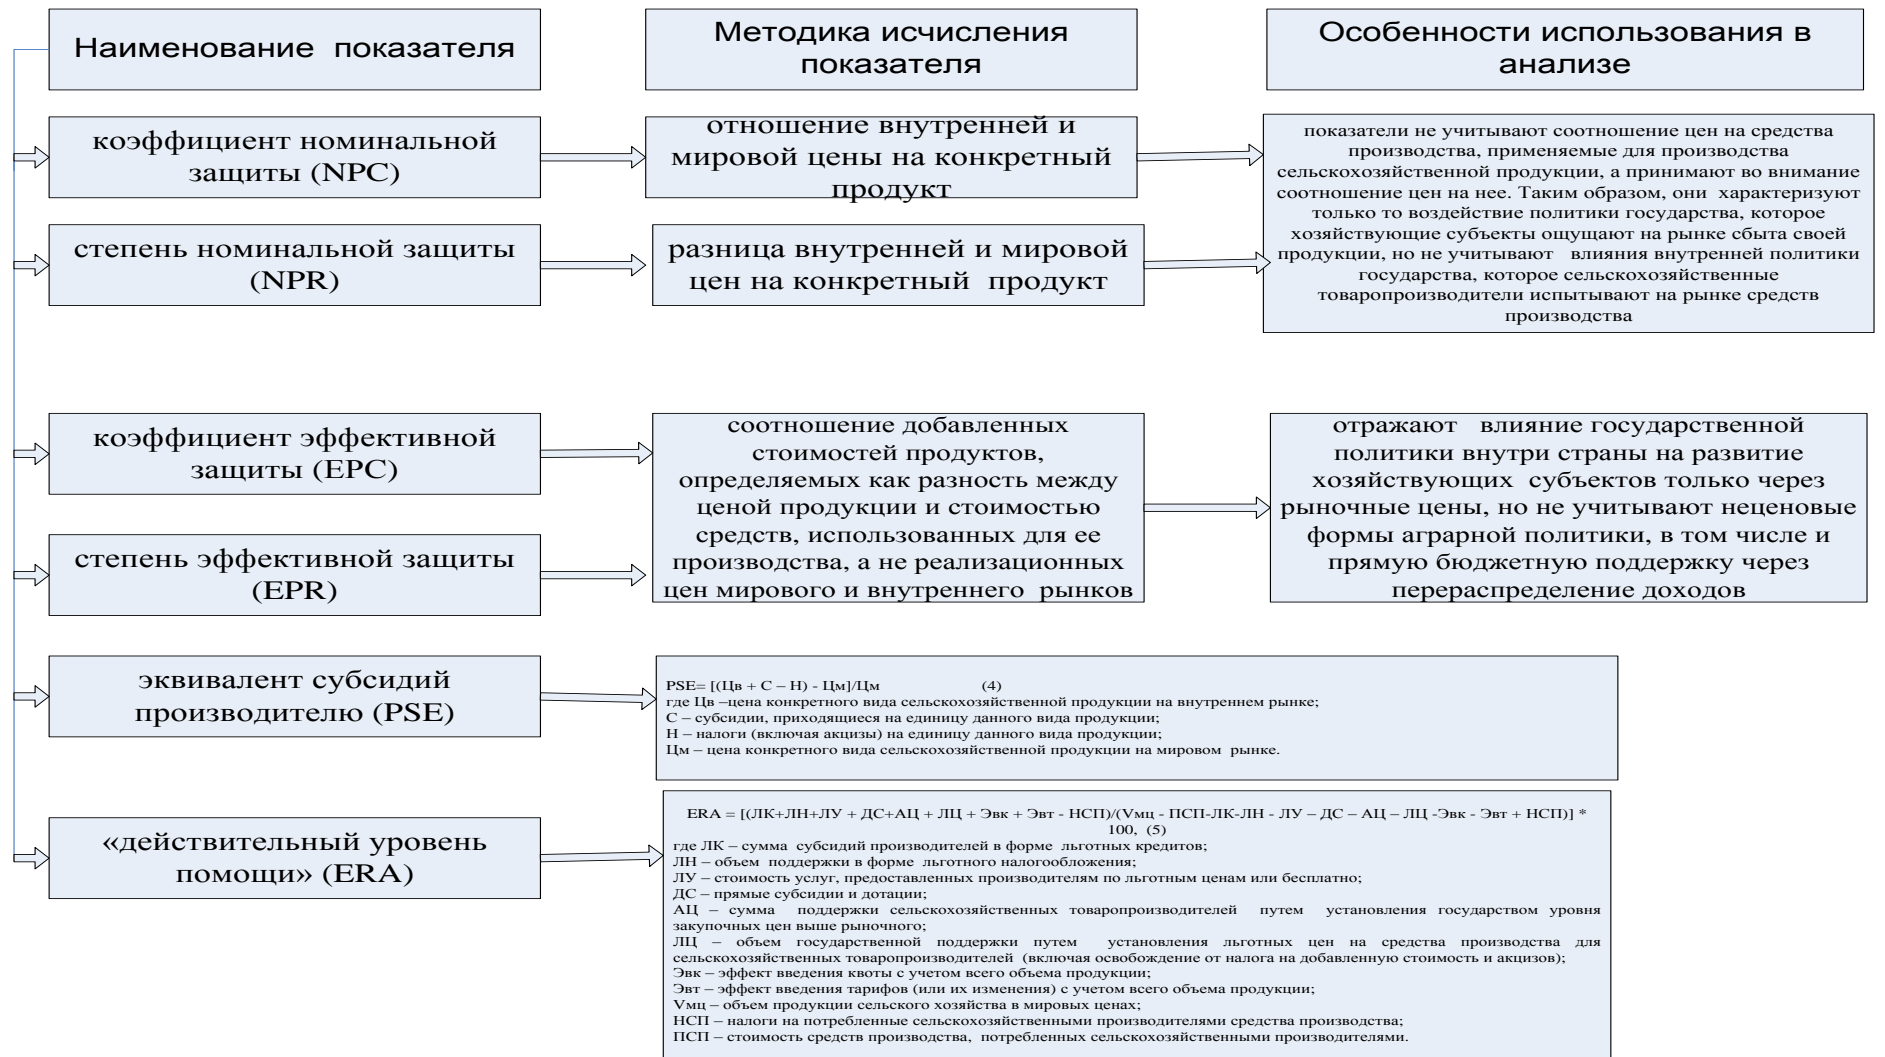 Наименование показателя
Методика исчисления
показателя
Особенности использования в
анализе
коэффициент номинальной
защиты (NPC)
отношение внутренней и
мировой цены на конкретный
продукт
показатели не учитывают соотношение цен на средства
производства, применяемые для производства
сельскохозяйственной продукции, а принимают во внимание
соотношение цен на нее. Таким образом, они характеризуют
только то воздействие политики государства, которое
хозяйствующие субъекты ощущают на рынке сбыта своей
продукции, но не учитывают влияния внутренней политики
государства, которое сельскохозяйственные
товаропроизводители испытывают на рынке средств
производства
степень номинальной защиты
(NPR)
разница внутренней и мировой
цен на конкретный продукт
коэффициент эффективной
защиты (EPC)
соотношение добавленных
стоимостей продуктов,
определяемых как разность между
ценой продукции и стоимостью
средств, использованных для ее
производства, а не реализационных
цен мирового и внутреннего рынков
отражают влияние государственной
политики внутри страны на развитие
хозяйствующих субъектов только через
рыночные цены, но не учитывают неценовые
формы аграрной политики, в том числе и
прямую бюджетную поддержку через
перераспределение доходов
степень эффективной защиты
(EPR)
эквивалент субсидий
производителю (PSE)
PSE= [(Цв + С – Н) - Цм]/Цм (4)
где Цв –цена конкретного вида сельскохозяйственной продукции на внутреннем рынке;
С – субсидии, приходящиеся на единицу данного вида продукции;
Н – налоги (включая акцизы) на единицу данного вида продукции;
Цм – цена конкретного вида сельскохозяйственной продукции на мировом рынке.
«действительный уровень
помощи» (ERA)
ERA = [(ЛК+ЛН+ЛУ + ДС+АЦ + ЛЦ + Эвк + Эвт - НСП)/(Vмц - ПСП-ЛК-ЛН - ЛУ – ДС – АЦ – ЛЦ -Эвк - Эвт + НСП)] *
100, (5)
где ЛК – сумма субсидий производителей в форме льготных кредитов;
ЛН – объем поддержки в форме льготного налогообложения;
ЛУ – стоимость услуг, предоставленных производителям по льготным ценам или бесплатно;
ДС – прямые субсидии и дотации;
АЦ – сумма поддержки сельскохозяйственных товаропроизводителей путем установления государством уровня
закупочных цен выше рыночного;
ЛЦ – объем государственной поддержки путем установления льготных цен на средства производства для
сельскохозяйственных товаропроизводителей (включая освобождение от налога на добавленную стоимость и акцизов);
Эвк – эффект введения квоты с учетом всего объема продукции;
Эвт – эффект введения тарифов (или их изменения) с учетом всего объема продукции;
Vмц – объем продукции сельского хозяйства в мировых ценах;
НСП – налоги на потребленные сельскохозяйственными производителями средства производства;
НСП – стоимость средств производства, потребленных сельскохозяйственными производителями.